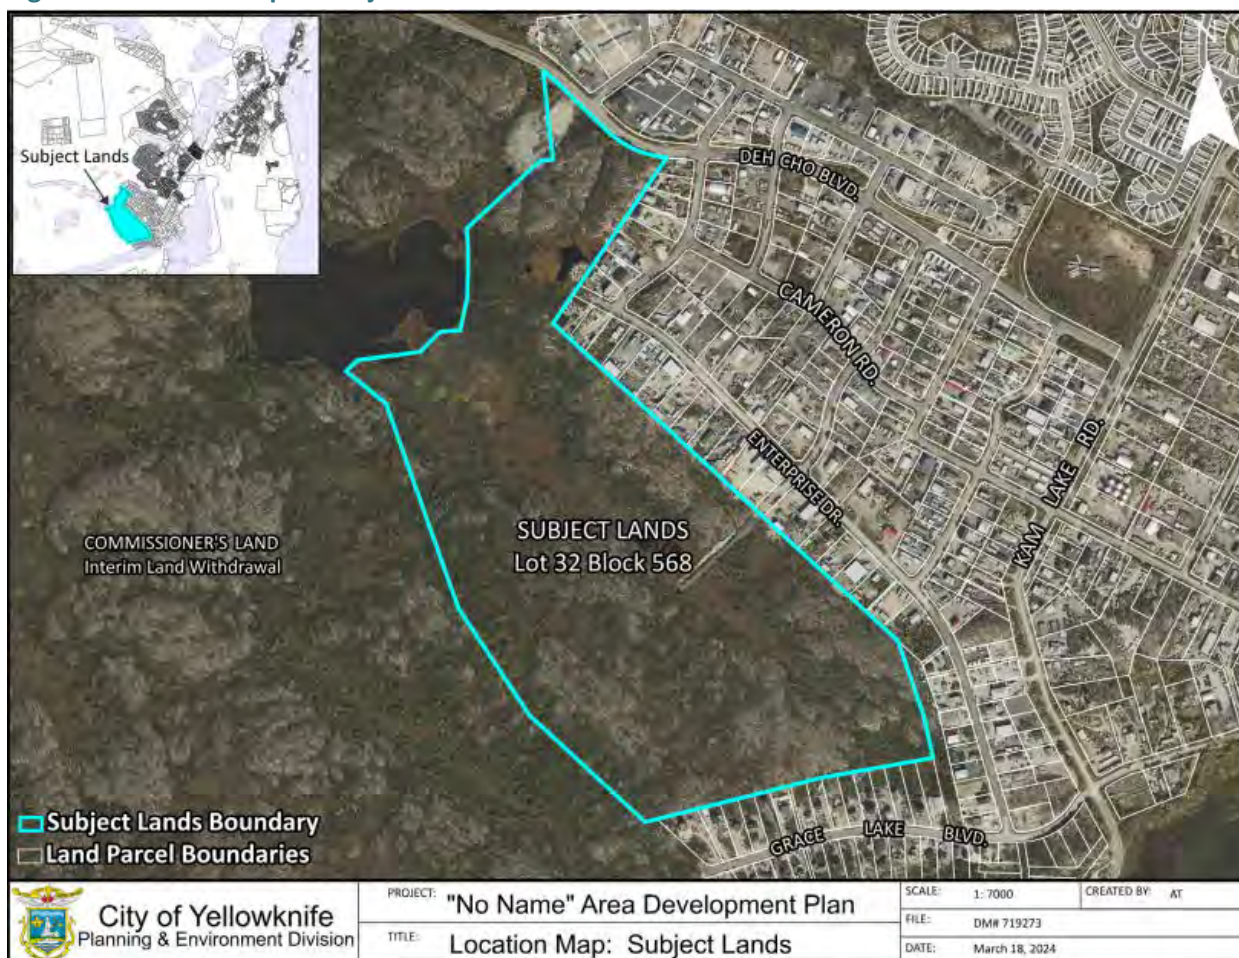 Subject Lands
DEH CHO BLVD.
CAMERON RD.
ENTERPRISE DR.
KAM LAKE RD.
SUBJECT LANDS
Lot 32 Block 568
COMMISSIONER'S LAND
Interim Land Withdrawal
GRACE LAKE BLVD.
Subject Lands Boundary
Land Parcel Boundaries
City of Yellowknife
Planning & Environment Division
PROJECT: "No Name" Area Development Plan
TITLE: Location Map: Subject Lands
SCALE: 1: 7000 CREATED BY: AT
FILE: DM# 719273
DATE: March 18, 2024